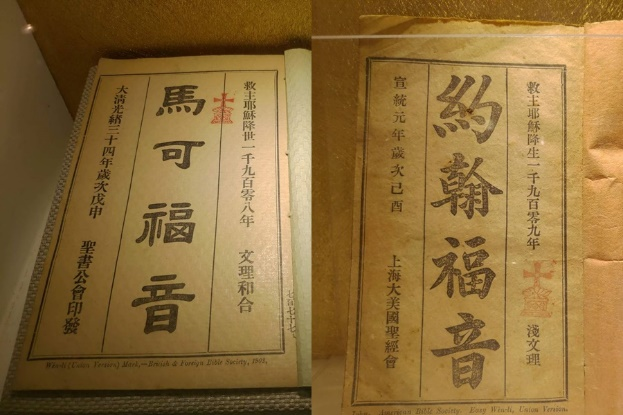 救主耶穌降世一千九百零八年 文理和合
馬可福音
大淸光緒三十四年歲次戊申 聖書公會印發
Wenli (Union Version) Mark.—British & Foreign Bible Society, 1908.
救主耶穌降生一千九百零九年 淺文理
約翰福音
宣統元年歲次己酉 上海大美國聖經會
John. American Bible Society. Easy Wenli, Union Version.